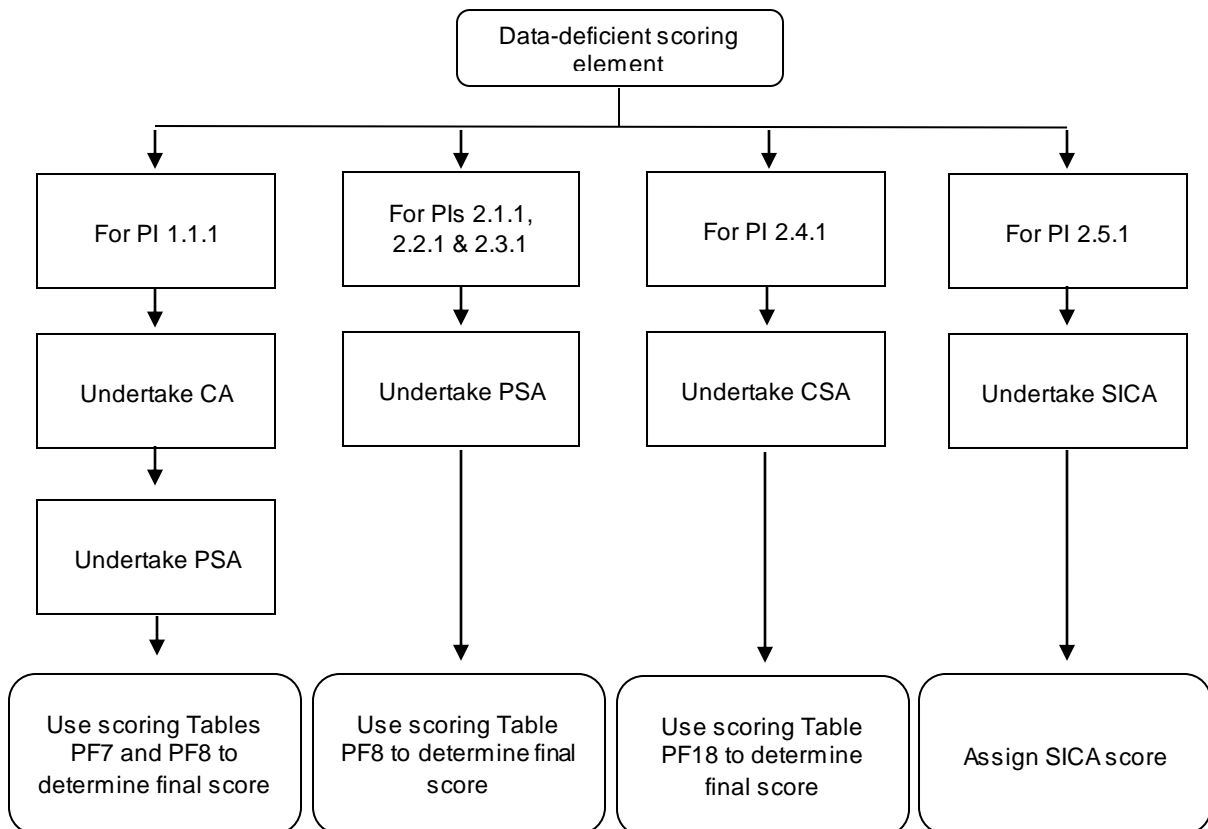 Data-deficient scoring
element
For PI 1.1.1
For PIs 2.1.1,
2.2.1 & 2.3.1
For PI 2.4.1
For PI 2.5.1
Undertake CA
Undertake PSA
Undertake CSA
Undertake SICA
Undertake PSA
Use scoring Tables
PF7 and PF8 to
determine final score
Use scoring Table
PF8 to determine final
score
Use scoring Table
PF18 to determine
final score
Assign SICA score